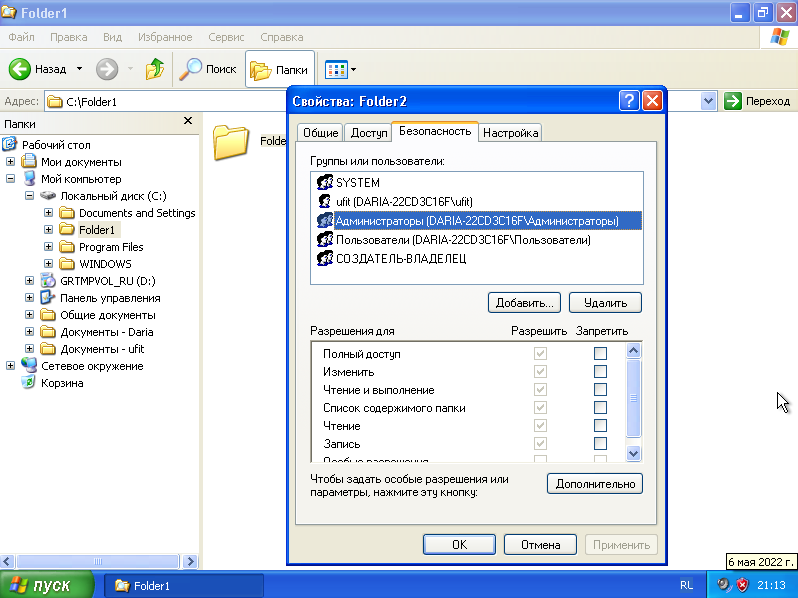 Folder1
Файл Правка Вид Избранное Сервис Справка
Назад Поиск Папки
Адрес: C:\Folder1 Переход
Папки
Рабочий стол
Мои документы
Мой компьютер
Локальный диск (C:)
Documents and Settings
Folder1
Program Files
WINDOWS
GRTMPVOL_RU (D:)
Панель управления
Общие документы
Документы - Daria
Документы - ufit
Сетевое окружение
Корзина
Folde
Свойства: Folder2
Общие Доступ Безопасность Настройка
Группы или пользователи:
SYSTEM
ufit (DARIA-22CD3C16F\ufit)
Администраторы (DARIA-22CD3C16F\Администраторы)
Пользователи (DARIA-22CD3C16F\Пользователи)
СОЗДАТЕЛЬ-ВЛАДЕЛЕЦ
Добавить... Удалить
Разрешения для Разрешить Запретить
Полный доступ
Изменить
Чтение и выполнение
Список содержимого папки
Чтение
Запись
Особые разрешения
Чтобы задать особые разрешения или
параметры, нажмите эту кнопку:
Дополнительно
OK Отмена Применить
6 мая 2022 г.
пуск Folder1 RL 21:13